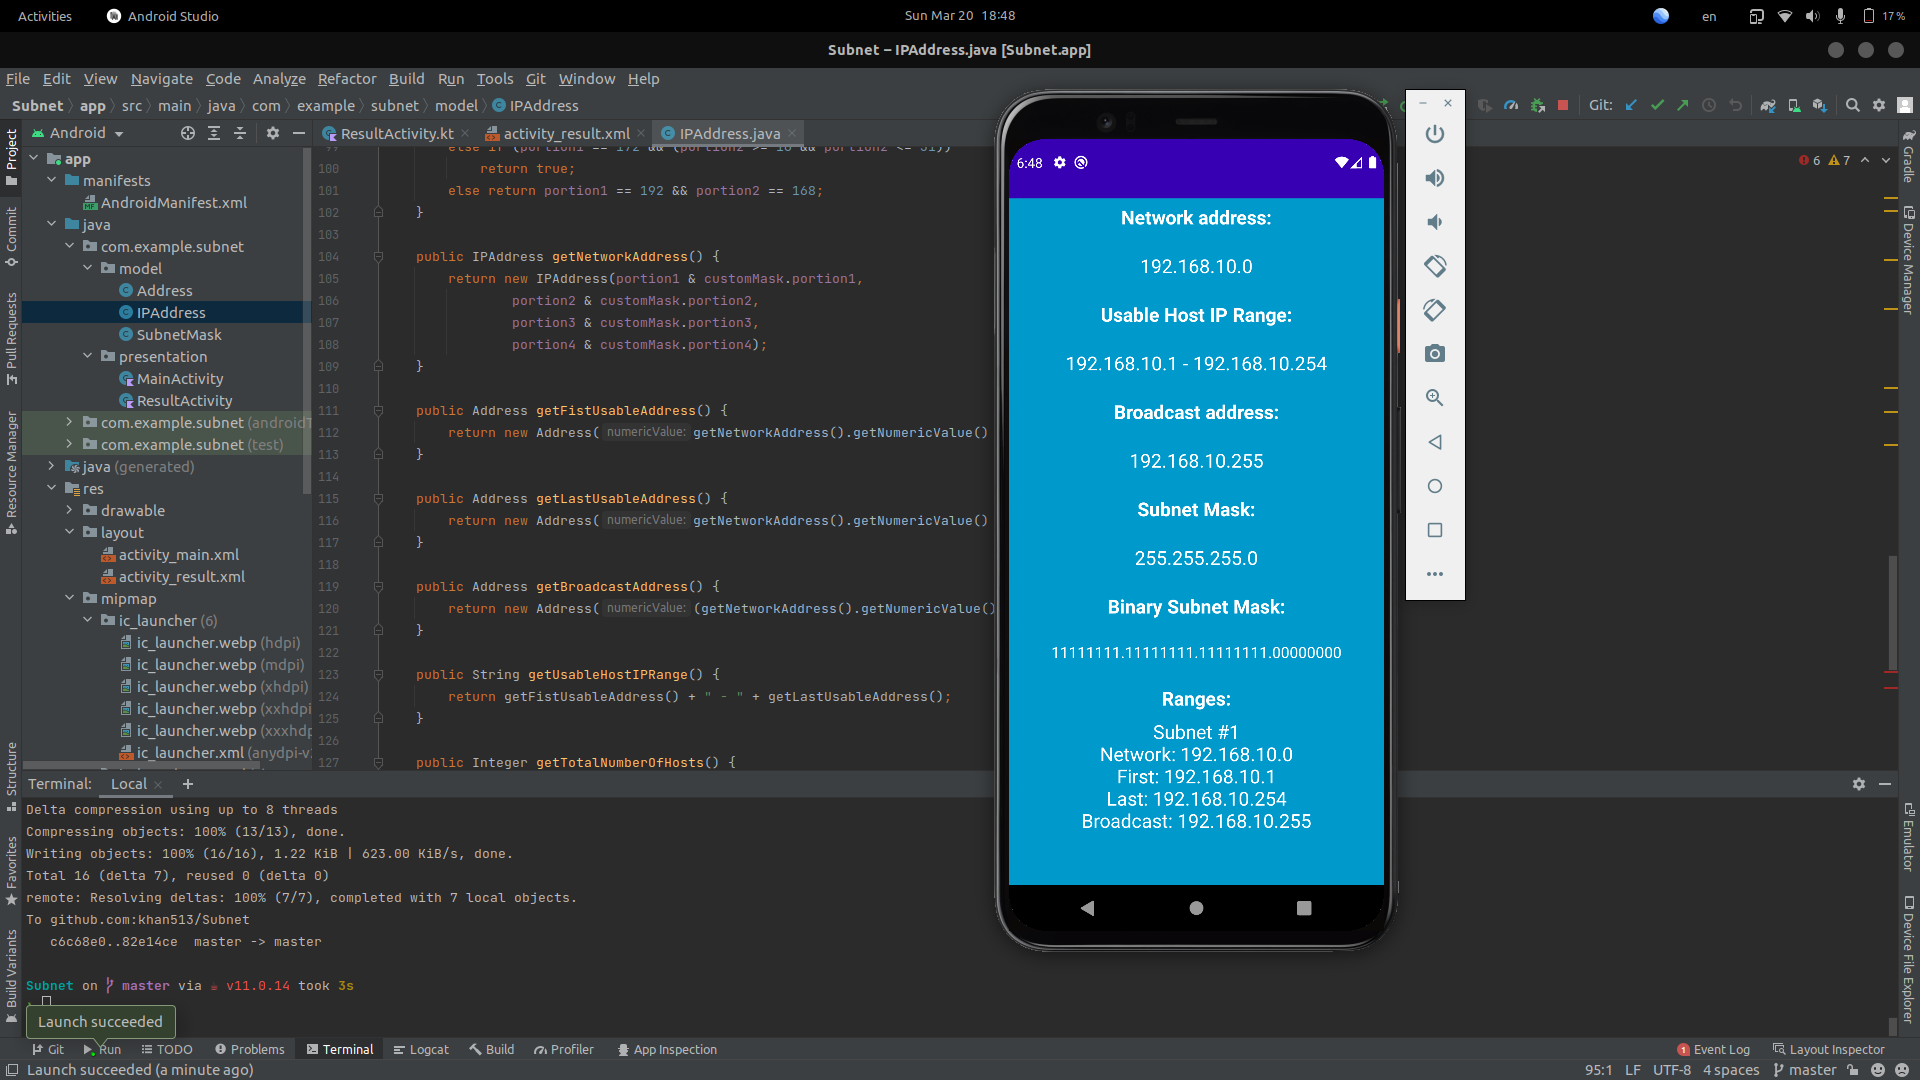 Activities
Android Studio
Sun Mar 20 18:48
en
17%
Subnet – IPAddress.java [Subnet.app]
File Edit View Navigate Code Analyze Refactor Build Run Tools Git Window Help
Subnet app src main java com example subnet model IPAddress
Git:
Android
ResultActivity.kt
activity_result.xml
IPAddress.java
Project
Commit
Pull Requests
Resource Manager
Structure
Favorites
Build Variants
app
manifests
AndroidManifest.xml
java
com.example.subnet
model
Address
IPAddress
SubnetMask
presentation
MainActivity
ResultActivity
com.example.subnet (android
com.example.subnet (test)
java (generated)
res
drawable
layout
activity_main.xml
activity_result.xml
mipmap
ic_launcher (6)
ic_launcher.webp (hdpi)
ic_launcher.webp (mdpi)
ic_launcher.webp (xhdpi)
ic_launcher.webp (xxhdpi
ic_launcher.webp (xxxhdp
ic_launcher.xml (anydpi-v
99 else if (portion1 == 172 && (portion2 >= 16 && portion2 <= 31))
100 return true;
101 else return portion1 == 192 && portion2 == 168;
102 }
103
104 public IPAddress getNetworkAddress() {
105 return new IPAddress(portion1 & customMask.portion1,
106 portion2 & customMask.portion2,
107 portion3 & customMask.portion3,
108 portion4 & customMask.portion4);
109 }
110
111 public Address getFistUsableAddress() {
112 return new Address( numericValue: getNetworkAddress().getNumericValue()
113 }
114
115 public Address getLastUsableAddress() {
116 return new Address( numericValue: getNetworkAddress().getNumericValue()
117 }
118
119 public Address getBroadcastAddress() {
120 return new Address( numericValue: (getNetworkAddress().getNumericValue()
121 }
122
123 public String getUsableHostIPRange() {
124 return getFistUsableAddress() + " - " + getLastUsableAddress();
125 }
126
127 public Integer getTotalNumberOfHosts() {
6 7
6:48
Network address:
192.168.10.0
Usable Host IP Range:
192.168.10.1 - 192.168.10.254
Broadcast address:
192.168.10.255
Subnet Mask:
255.255.255.0
Binary Subnet Mask:
11111111.11111111.11111111.00000000
Ranges:
Subnet #1
Network: 192.168.10.0
First: 192.168.10.1
Last: 192.168.10.254
Broadcast: 192.168.10.255
Gradle
Device Manager
Emulator
Device File Explorer
Terminal: Local
Delta compression using up to 8 threads
Compressing objects: 100% (13/13), done.
Writing objects: 100% (16/16), 1.22 KiB | 623.00 KiB/s, done.
Total 16 (delta 7), reused 0 (delta 0)
remote: Resolving deltas: 100% (7/7), completed with 7 local objects.
To github.com:khan513/Subnet
c6c68e0..82e14ce master -> master
Subnet on master via v11.0.14 took 3s
Launch succeeded
Git Run TODO Problems Terminal Logcat Build Profiler App Inspection
1 Event Log Layout Inspector
Launch succeeded (a minute ago)
95:1 LF UTF-8 4 spaces master